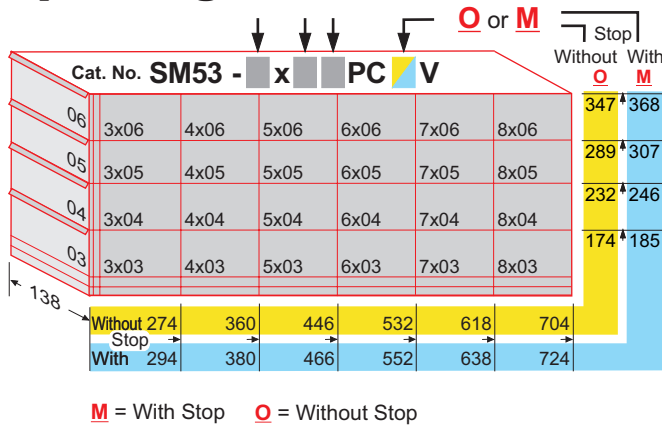 O or M
Stop
Without With
O M
Cat. No. SM53 - x PC V
347 368
06 3x06 4x06 5x06 6x06 7x06 8x06
289 307
05 3x05 4x05 5x05 6x05 7x05 8x05
232 246
04 3x04 4x04 5x04 6x04 7x04 8x04
174 185
03 3x03 4x03 5x03 6x03 7x03 8x03
138
Without 274 360 446 532 618 704
Stop
With 294 380 466 552 638 724
M = With Stop O = Without Stop